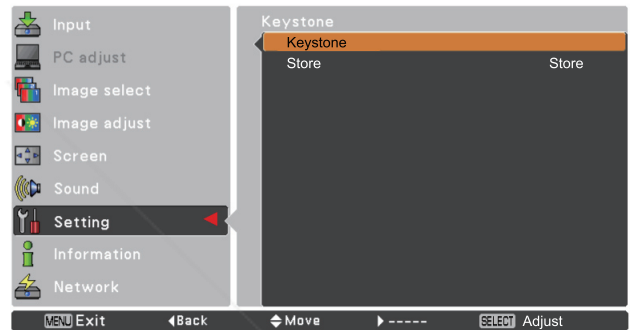 Input
PC adjust
Image select
Image adjust
Screen
Sound
Setting
Information
Network
Keystone
Keystone
Store Store
MENU Exit Back Move ----- SELECT Adjust